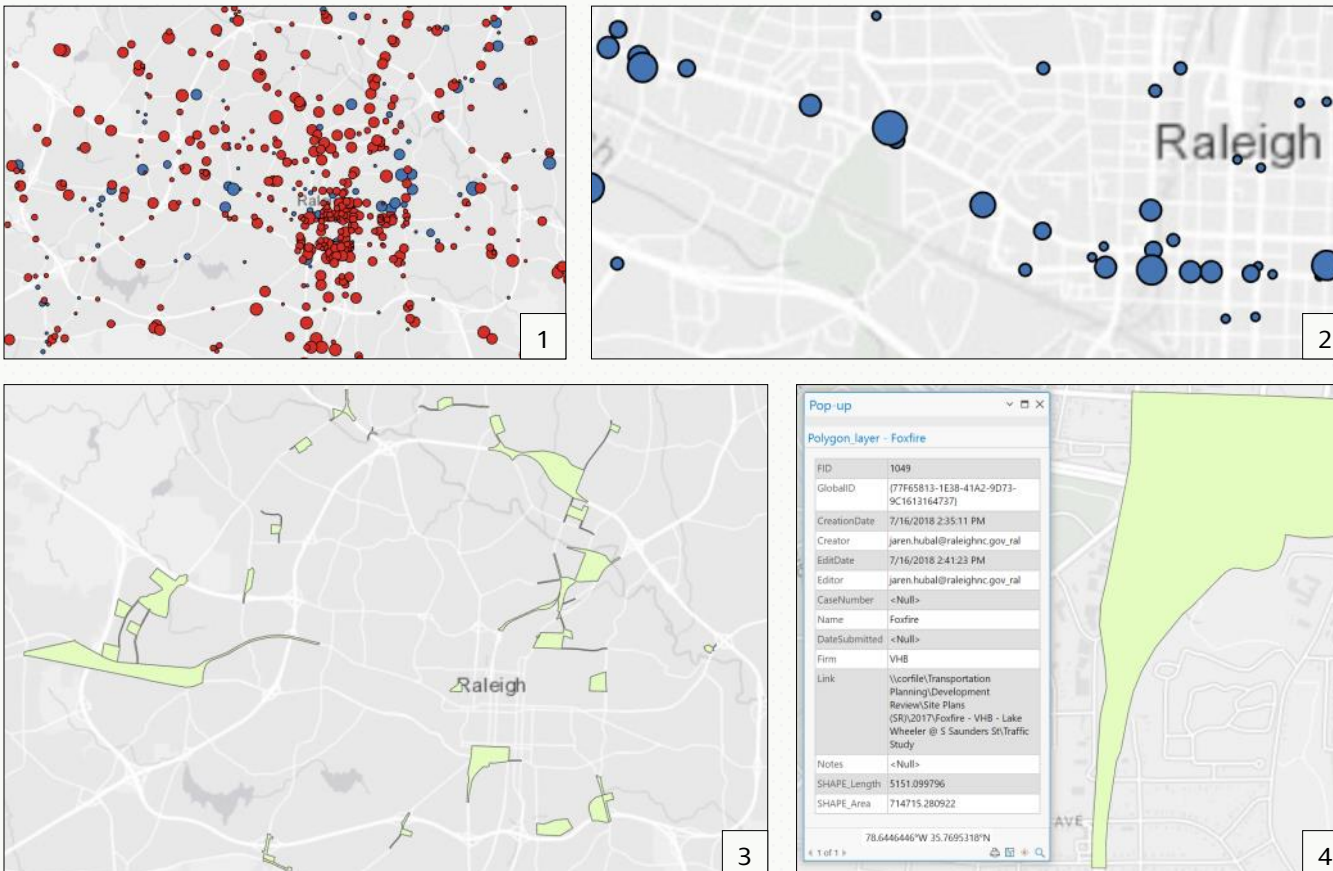 1
Raleigh
2
Raleigh
3
Pop-up
Polygon_layer - Foxfire
FID 1049
GlobalID {77F65813-1E38-41A2-9D73-
9C1613164737}
CreationDate 7/16/2018 2:35:11 PM
Creator jaren.hubal@raleighnc.gov_ral
EditDate 7/16/2018 2:41:23 PM
Editor jaren.hubal@raleighnc.gov_ral
CaseNumber <Null>
Name Foxfire
DateSubmitted <Null>
Firm VHB
Link \\corfile\Transportation
Planning\Development
Review\Site Plans
(SR)\2017\Foxfire - VHB - Lake
Wheeler @ S Saunders St\Traffic
Study
Notes <Null>
SHAPE_Length 5151.099796
SHAPE_Area 714715.280922
78.6446446°W 35.7695318°N
1 of 1
AVE
4